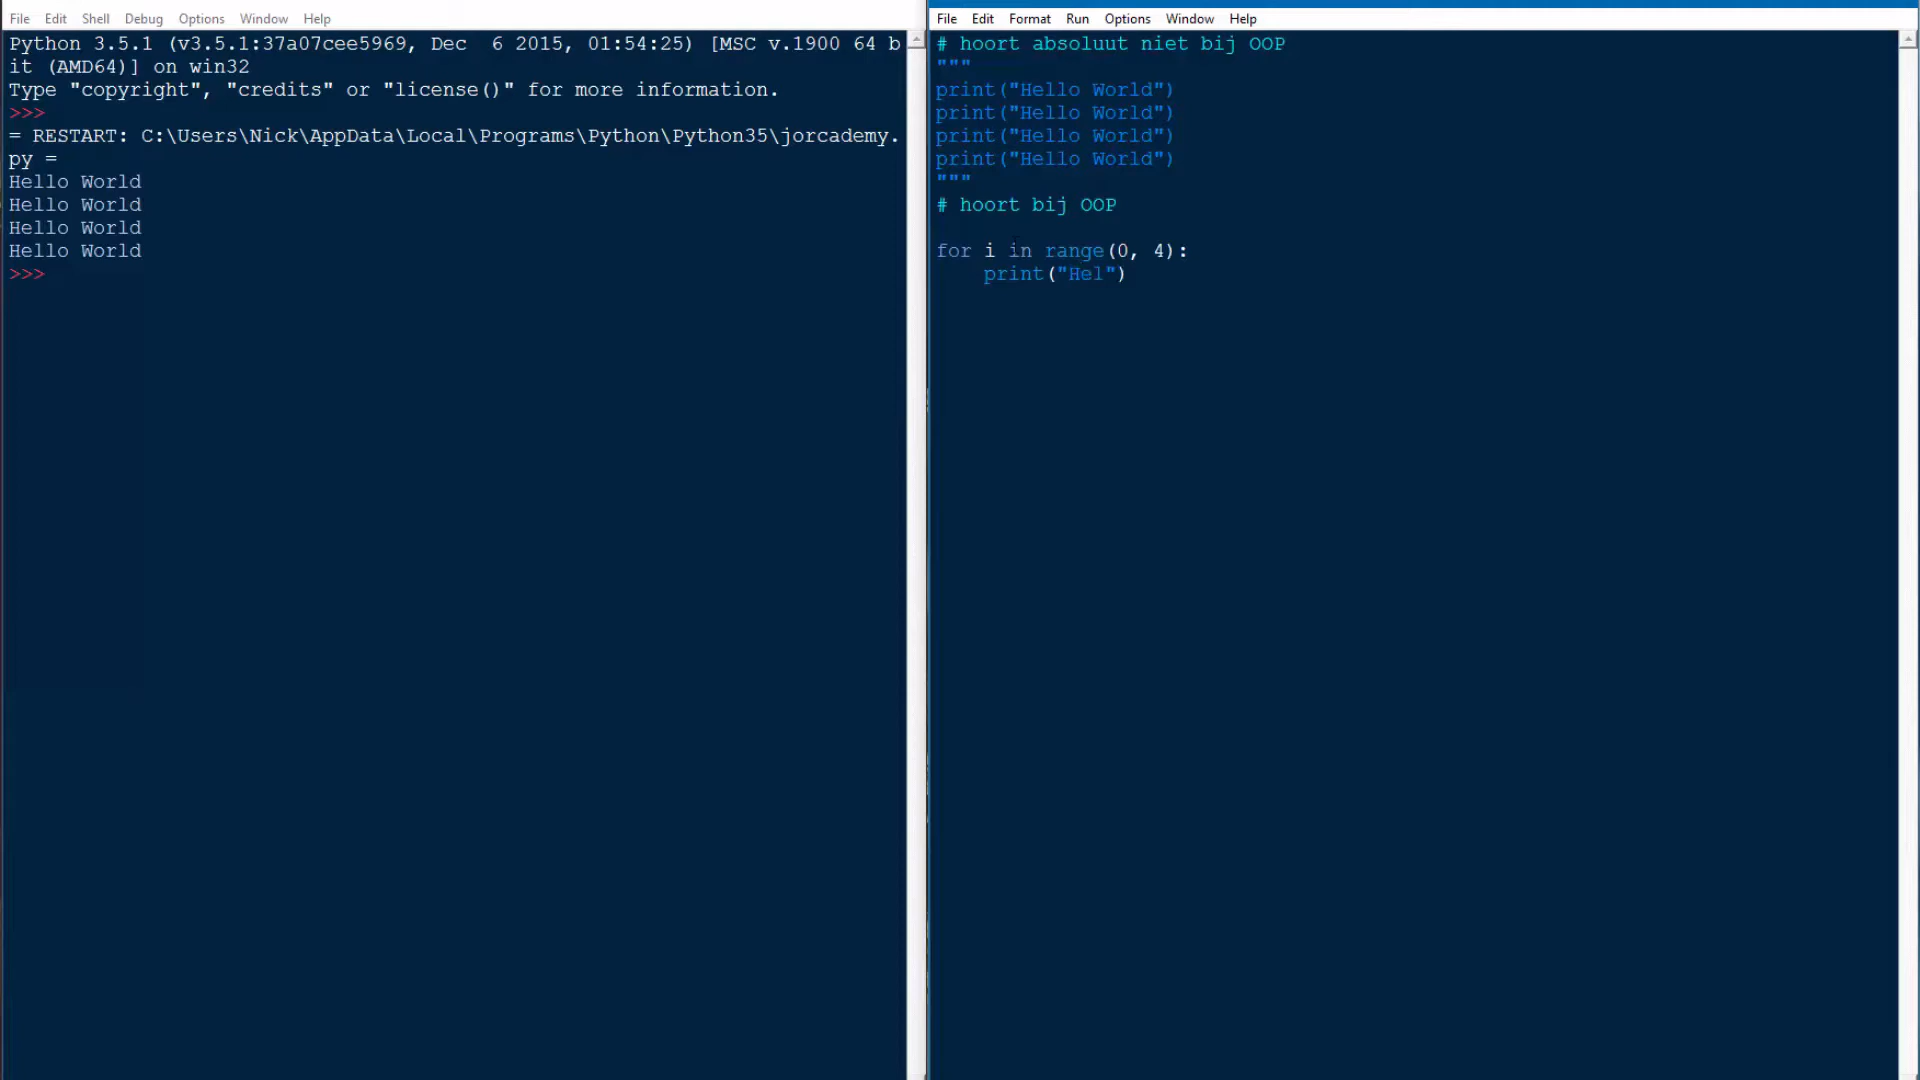 File Edit Shell Debug Options Window Help
Python 3.5.1 (v3.5.1:37a07cee5969, Dec  6 2015, 01:54:25) [MSC v.1900 64 b
it (AMD64)] on win32
Type "copyright", "credits" or "license()" for more information.
>>>
= RESTART: C:\Users\Nick\AppData\Local\Programs\Python\Python35\jorcademy.
py =
Hello World
Hello World
Hello World
Hello World
>>>
File Edit Format Run Options Window Help
# hoort absoluut niet bij OOP
"""
print("Hello World")
print("Hello World")
print("Hello World")
print("Hello World")
"""
# hoort bij OOP
for i in range(0, 4):
    print("Hel")